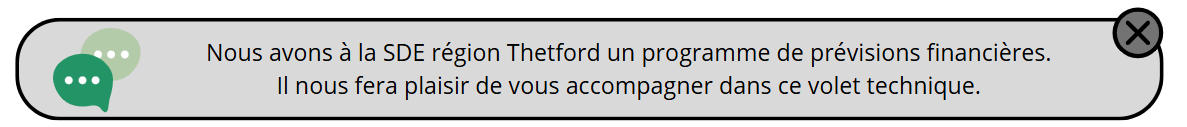 Nous avons à la SDE région Thetford un programme de prévisions financières.
Il nous fera plaisir de vous accompagner dans ce volet technique.